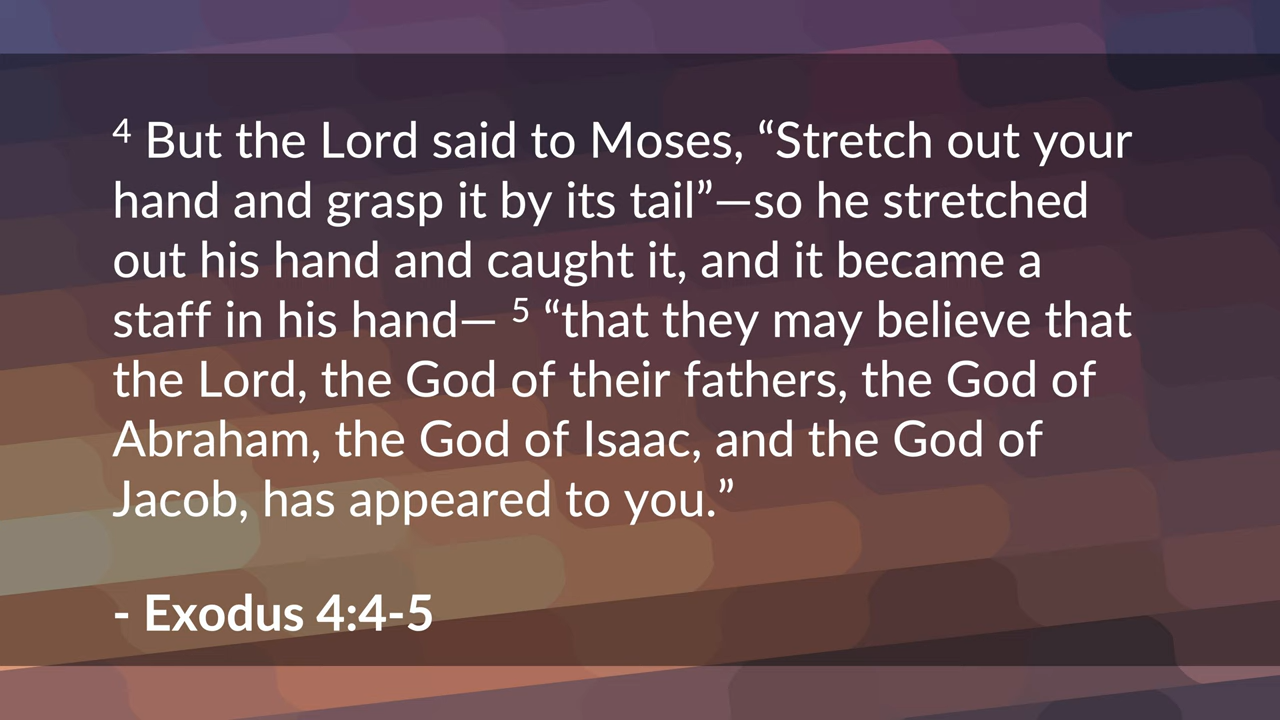 4 But the Lord said to Moses, “Stretch out your
hand and grasp it by its tail”—so he stretched
out his hand and caught it, and it became a
staff in his hand— 5 “that they may believe that
the Lord, the God of their fathers, the God of
Abraham, the God of Isaac, and the God of
Jacob, has appeared to you.”
- Exodus 4:4-5